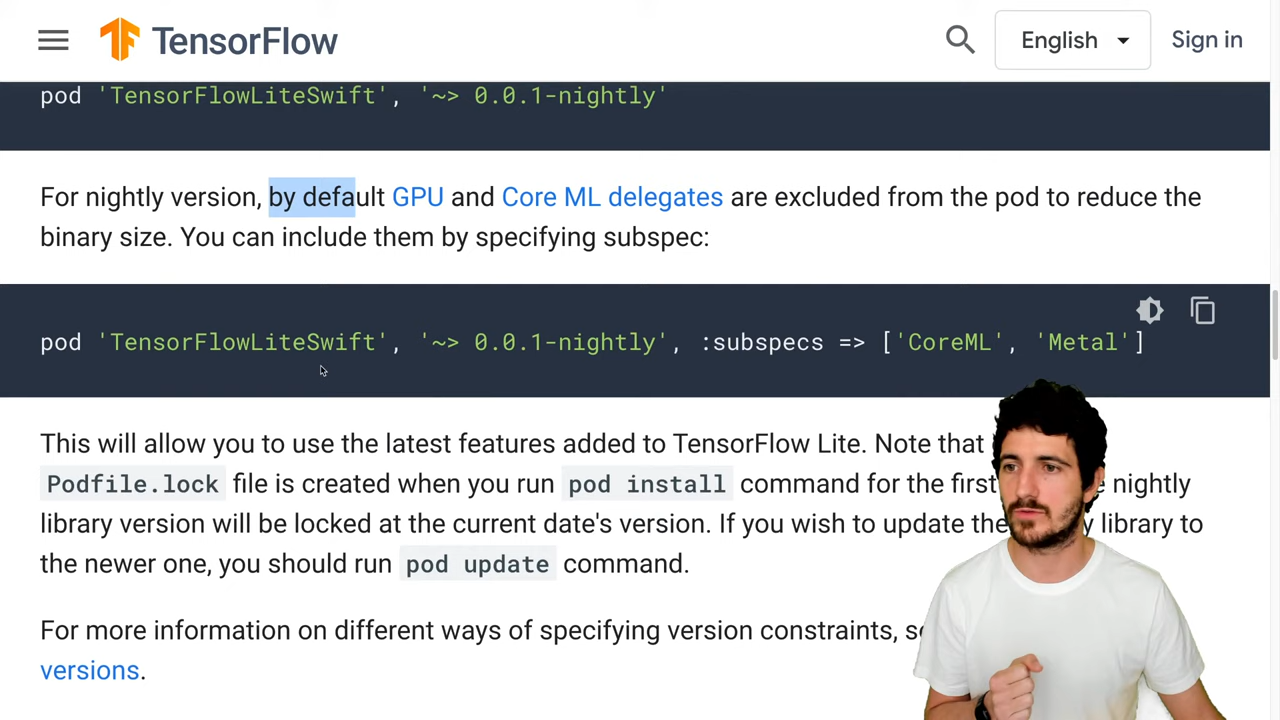 TensorFlow
English
Sign in
pod 'TensorFlowLiteSwift', '~> 0.0.1-nightly'
For nightly version, by default GPU and Core ML delegates are excluded from the pod to reduce the
binary size. You can include them by specifying subspec:
pod 'TensorFlowLiteSwift', '~> 0.0.1-nightly', :subspecs => ['CoreML', 'Metal']
This will allow you to use the latest features added to TensorFlow Lite. Note that
Podfile.lock file is created when you run pod install command for the first nightly
library version will be locked at the current date's version. If you wish to update the library to
the newer one, you should run pod update command.
For more information on different ways of specifying version constraints,
versions.